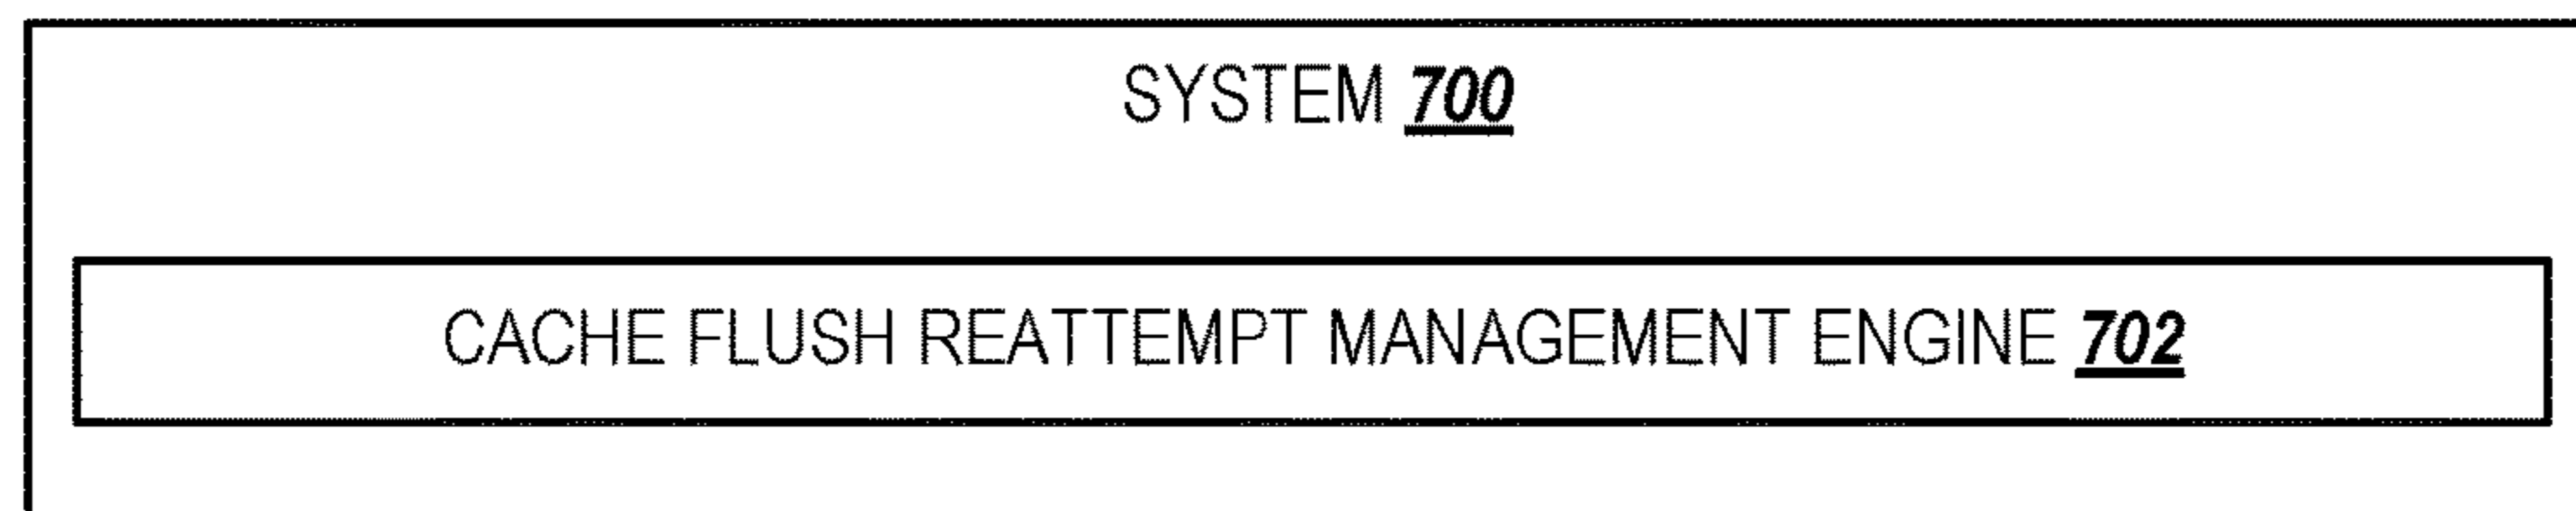 SYSTEM 700
CACHE FLUSH REATTEMPT MANAGEMENT ENGINE 702